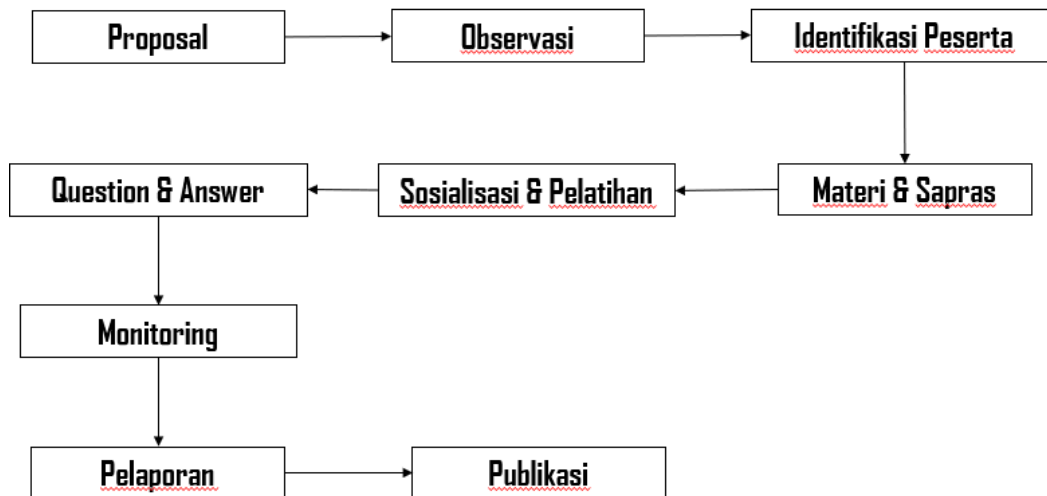 Proposal
Observasi
Identifikasi Peserta
Materi & Sapras
Sosialisasi & Pelatihan
Question & Answer
Monitoring
Pelaporan
Publikasi